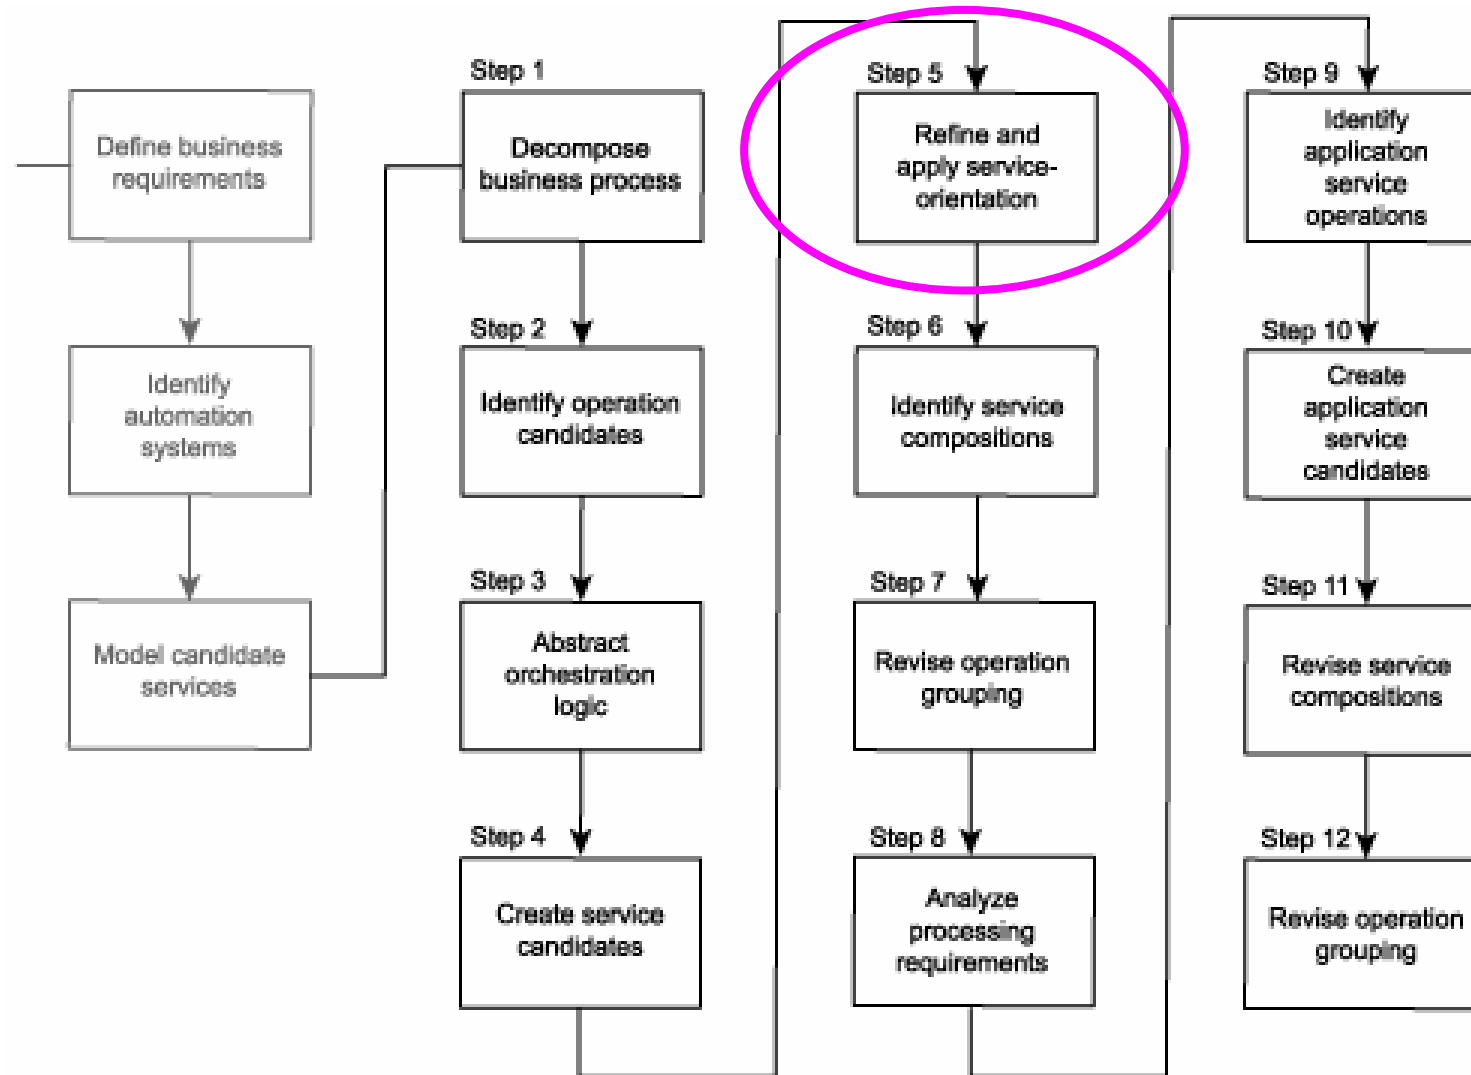 Define business
requirements
Identify
automation
systems
Model candidate
services
Step 1
Decompose
business process
Step 2
Identify operation
candidates
Step 3
Abstract
orchestration
logic
Step 4
Create service
candidates
Step 5
Refine and
apply service-
orientation
Step 6
Identify service
compositions
Step 7
Revise operation
grouping
Step 8
Analyze
processing
requirements
Step 9
Identify
application
service
operations
Step 10
Create
application
service
candidates
Step 11
Revise service
compositions
Step 12
Revise operation
grouping